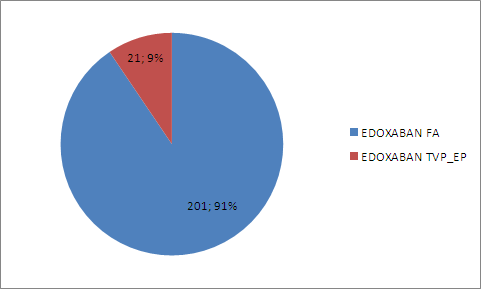 21; 9%
201; 91%
EDOXABAN FA
EDOXABAN TVP_EP